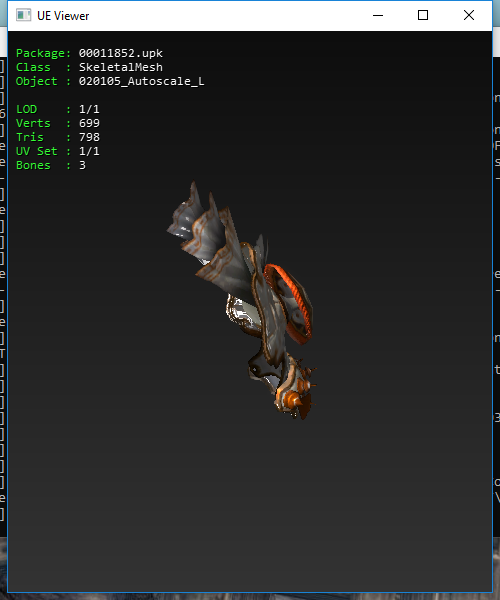 UE Viewer
Package: 00011852.upk
Class : SkeletalMesh
Object : 020105_Autoscale_L
LOD : 1/1
Verts : 699
Tris : 798
UV Set : 1/1
Bones : 3